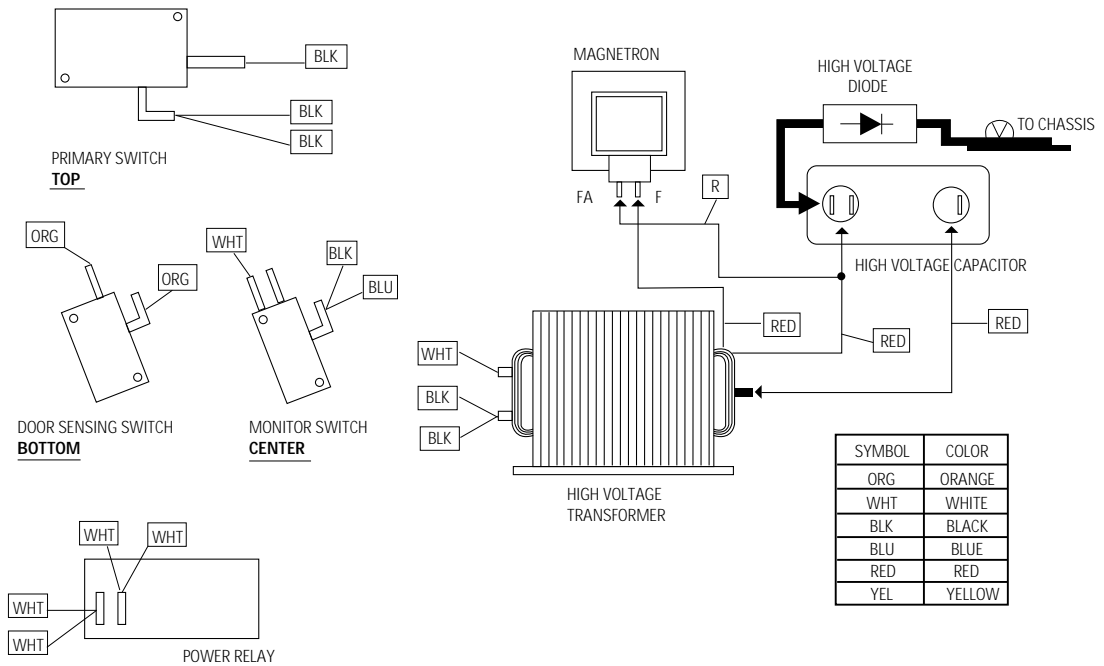 BLK
BLK
BLK
PRIMARY SWITCH
TOP
MAGNETRON
FA
F
R
HIGH VOLTAGE
DIODE
V
TO CHASSIS
HIGH VOLTAGE CAPACITOR
ORG
ORG
DOOR SENSING SWITCH
BOTTOM
WHT
BLK
BLU
MONITOR SWITCH
CENTER
WHT
BLK
BLK
RED
RED
RED
HIGH VOLTAGE
TRANSFORMER
SYMBOL COLOR
ORG ORANGE
WHT WHITE
BLK BLACK
BLU BLUE
RED RED
YEL YELLOW
WHT
WHT
WHT
WHT
POWER RELAY